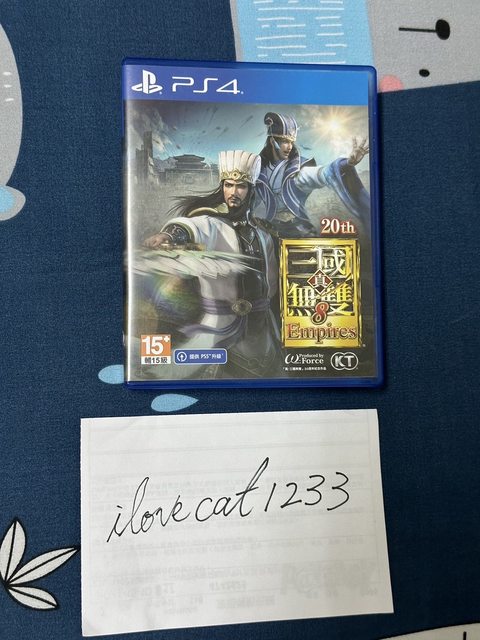 PS4
20th
三國
真
無雙
8
Empires
15+
輔15級
提供 PS5 升級
ω Produced by
Force
KT
ilovecat1233